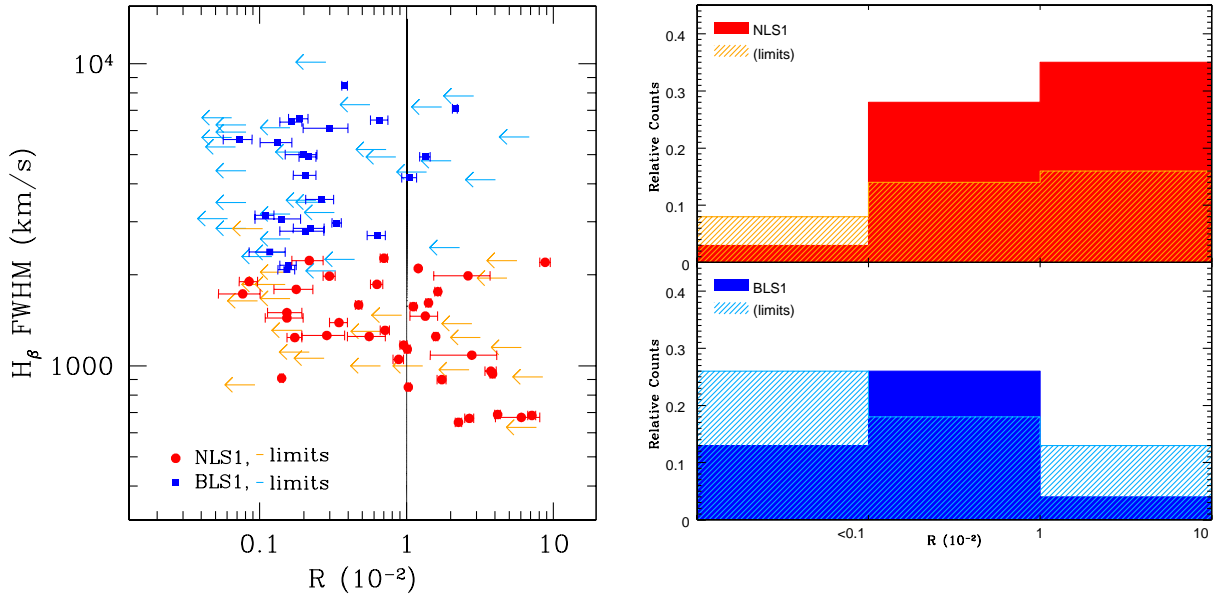 10⁴
1000
Hβ FWHM (km/s)
NLS1, - limits
BLS1, - limits
0.1
1
10
R (10⁻²)
0.4
0.3
0.2
0.1
0
Relative Counts
NLS1
(limits)
0.4
0.3
0.2
0.1
0
Relative Counts
BLS1
(limits)
<0.1
1
10
R (10⁻²)